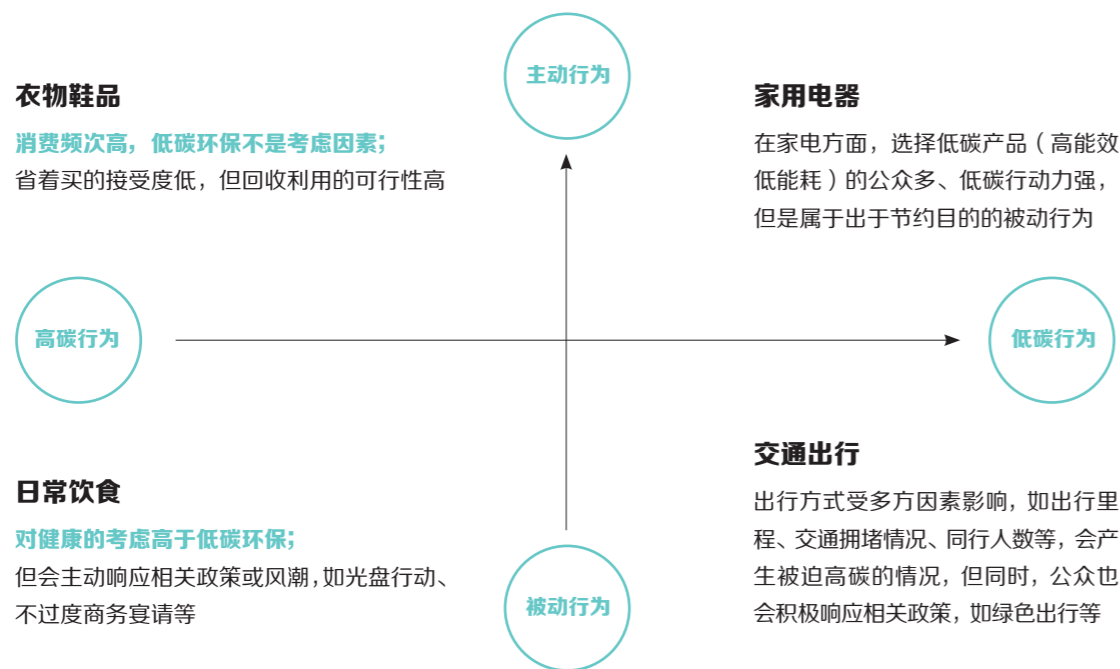 主动行为
衣物鞋品
消费频次高，低碳环保不是考虑因素；
省着买的接受度低，但回收利用的可行性高
家用电器
在家电方面，选择低碳产品（高能效
低能耗）的公众多、低碳行动力强，
但是属于出于节约目的的被动行为
高碳行为
低碳行为
日常饮食
对健康的考虑高于低碳环保；
但会主动响应相关政策或风潮，如光盘行动、
不过度商务宴请等
交通出行
出行方式受多方因素影响，如出行里
程、交通拥堵情况、同行人数等，会产
生被迫高碳的情况，但同时，公众也
会积极响应相关政策，如绿色出行等
被动行为